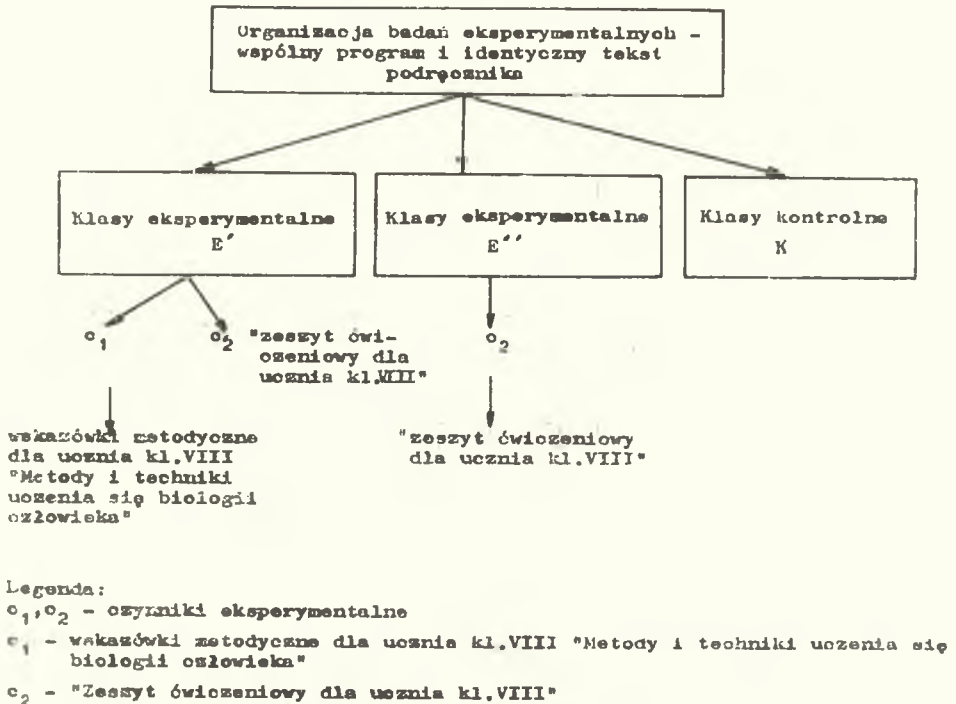 Organizacja badań eksperymentalnych -
wspólny program i identyczny tekst
podręcznika
Klasy eksperymentalne
E′
Klasy eksperymentalne
E′′
Klasy kontrolne
K
c₁
c₂ "zeszyt ćwi-
czeniowy dla
ucznia kl.VIII"
c₂
wskazówki metodyczne
dla ucznia kl.VIII
"Metody i techniki
uczenia się biologii
człowieka"
"zeszyt ćwiczeniowy
dla ucznia kl.VIII"
Legenda:
c₁,c₂ - czynniki eksperymentalne
c₁ - wskazówki metodyczne dla ucznia kl.VIII "Metody i techniki uczenia się
biologii człowieka"
c₂ - "Zeszyt ćwiczeniowy dla ucznia kl.VIII"